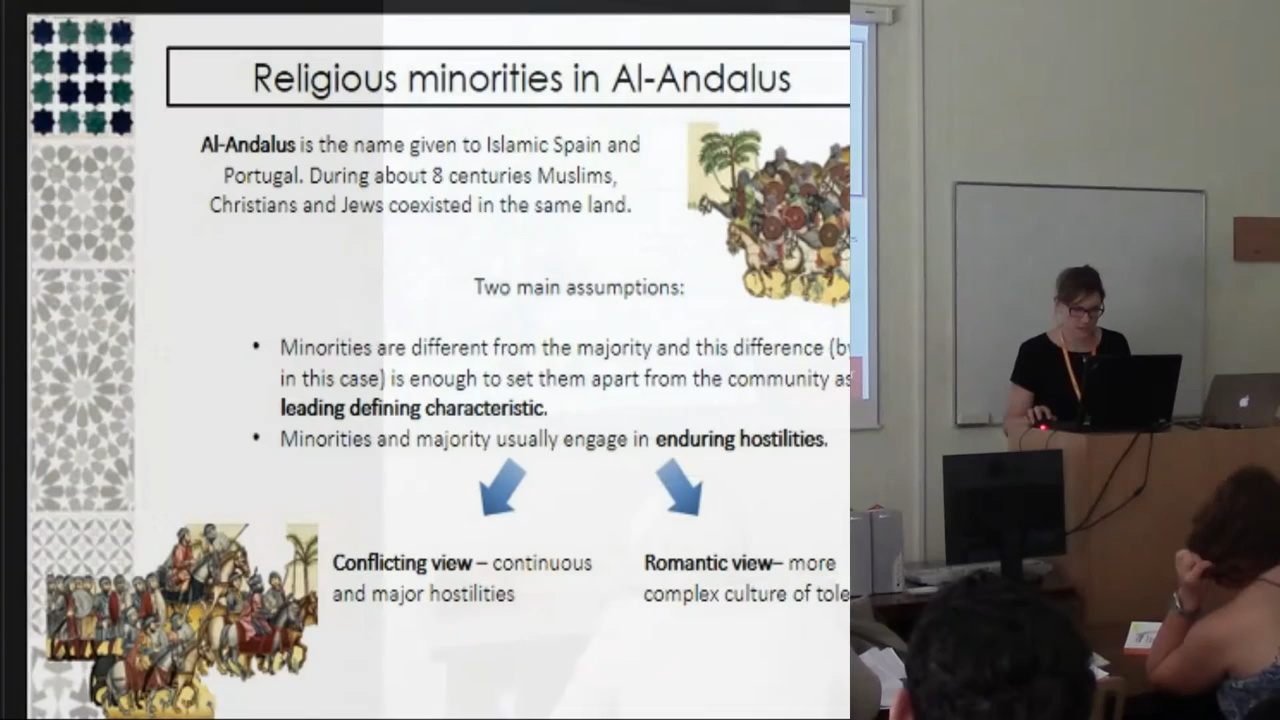 Religious minorities in Al-Andalus
Al-Andalus is the name given to Islamic Spain and
Portugal. During about 8 centuries Muslims,
Christians and Jews coexisted in the same land.
Two main assumptions:
• Minorities are different from the majority and this difference (by
in this case) is enough to set them apart from the community as
leading defining characteristic.
• Minorities and majority usually engage in enduring hostilities.
Conflicting view – continuous
and major hostilities
Romantic view– more
complex culture of tole